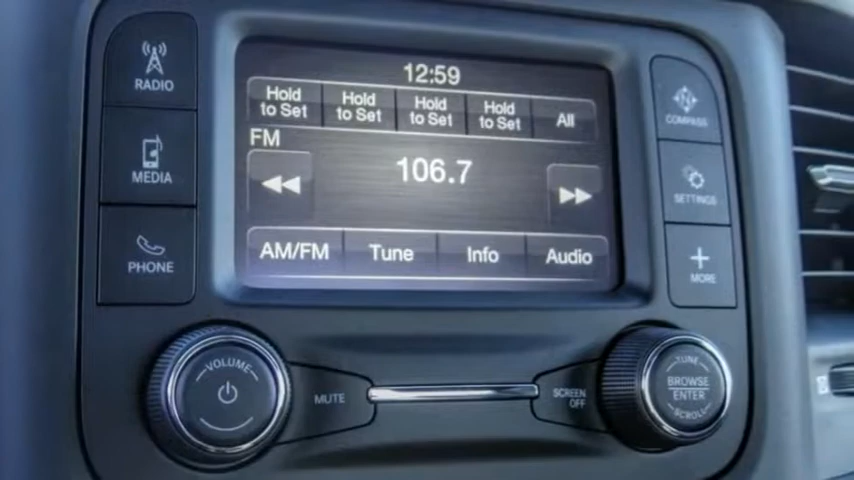 RADIO
MEDIA
PHONE
12:59
Hold
to Set
Hold
to Set
Hold
to Set
Hold
to Set
All
FM
106.7
AM/FM
Tune
Info
Audio
COMPASS
SETTINGS
MORE
VOLUME
MUTE
SCREEN
OFF
TUNE
BROWSE
ENTER
SCROLL